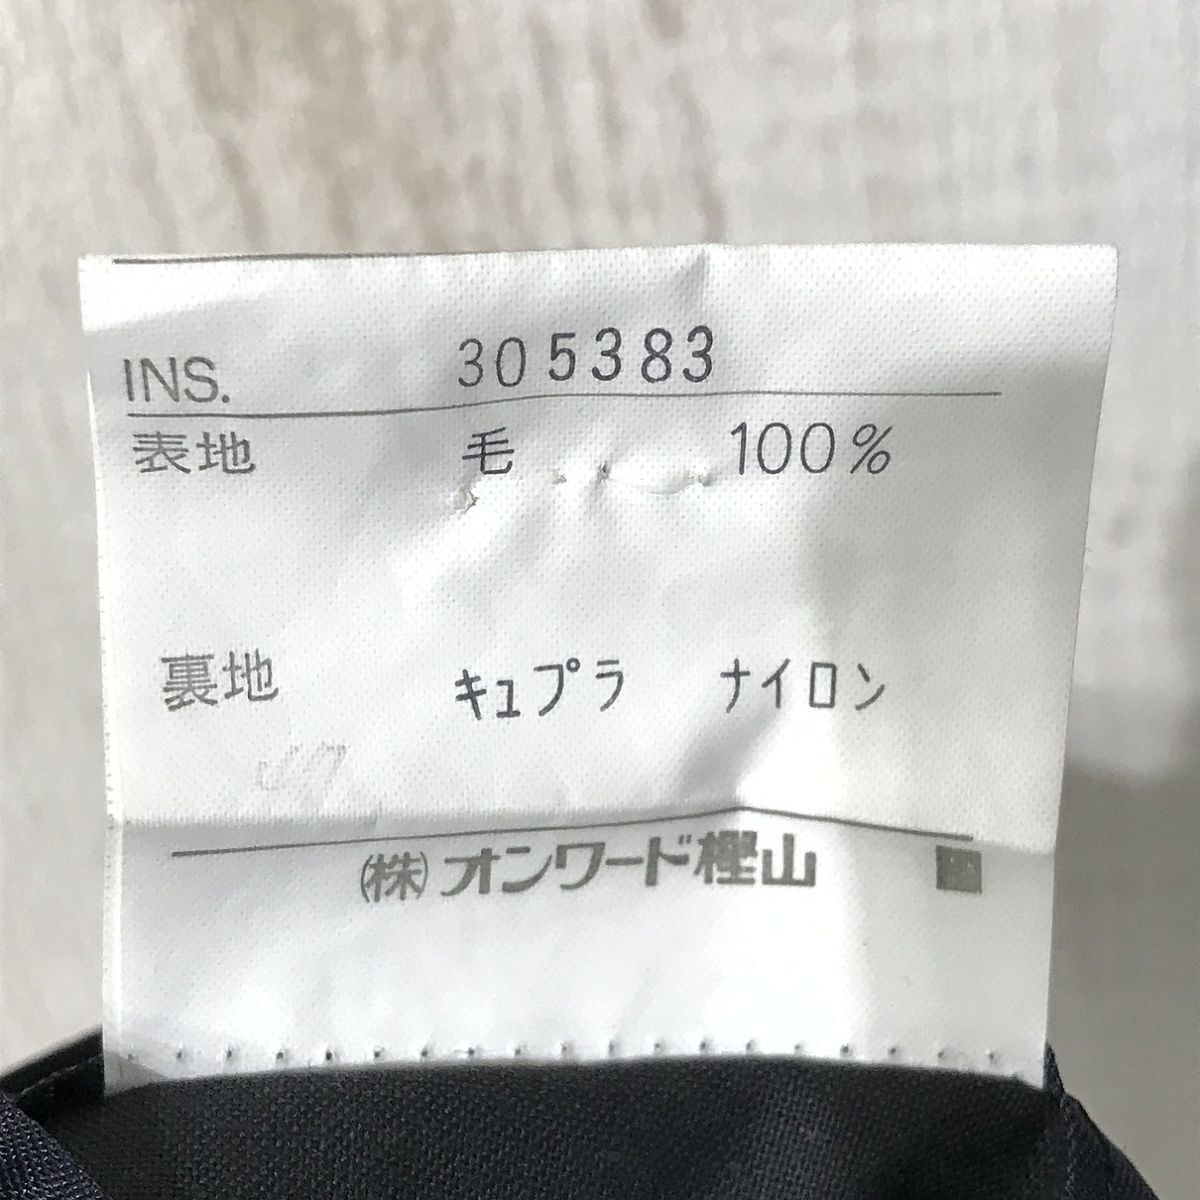 INS. 305383
表地 毛 100%
裏地 キュプラ ナイロン
(株)オンワード樫山